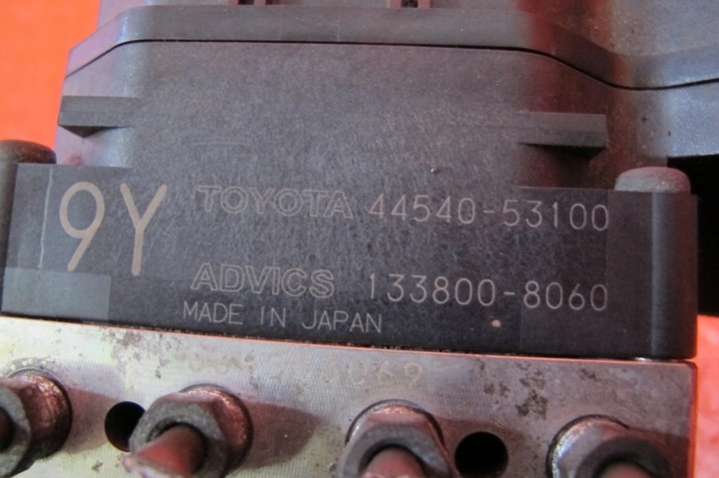 9Y TOYOTA 44540-53100
ADVICS 133800-8060
MADE IN JAPAN